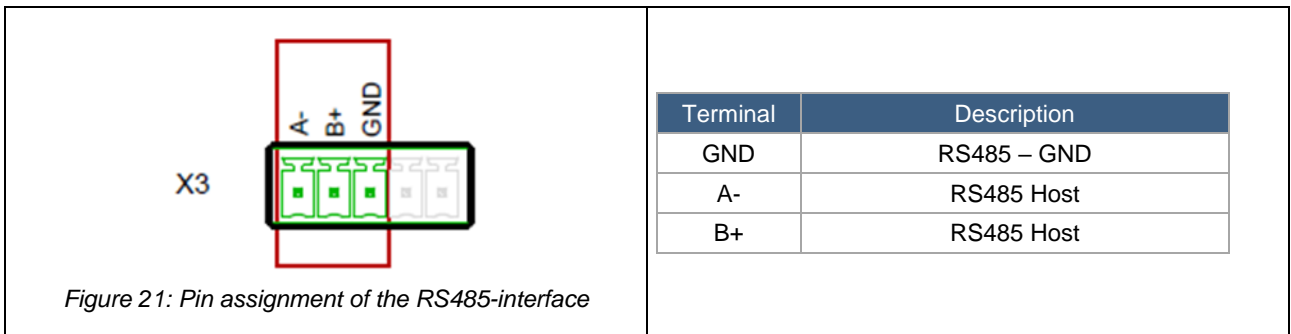 A-
B+
GND
X3
Figure 21: Pin assignment of the RS485-interface
Terminal Description
GND RS485 – GND
A- RS485 Host
B+ RS485 Host